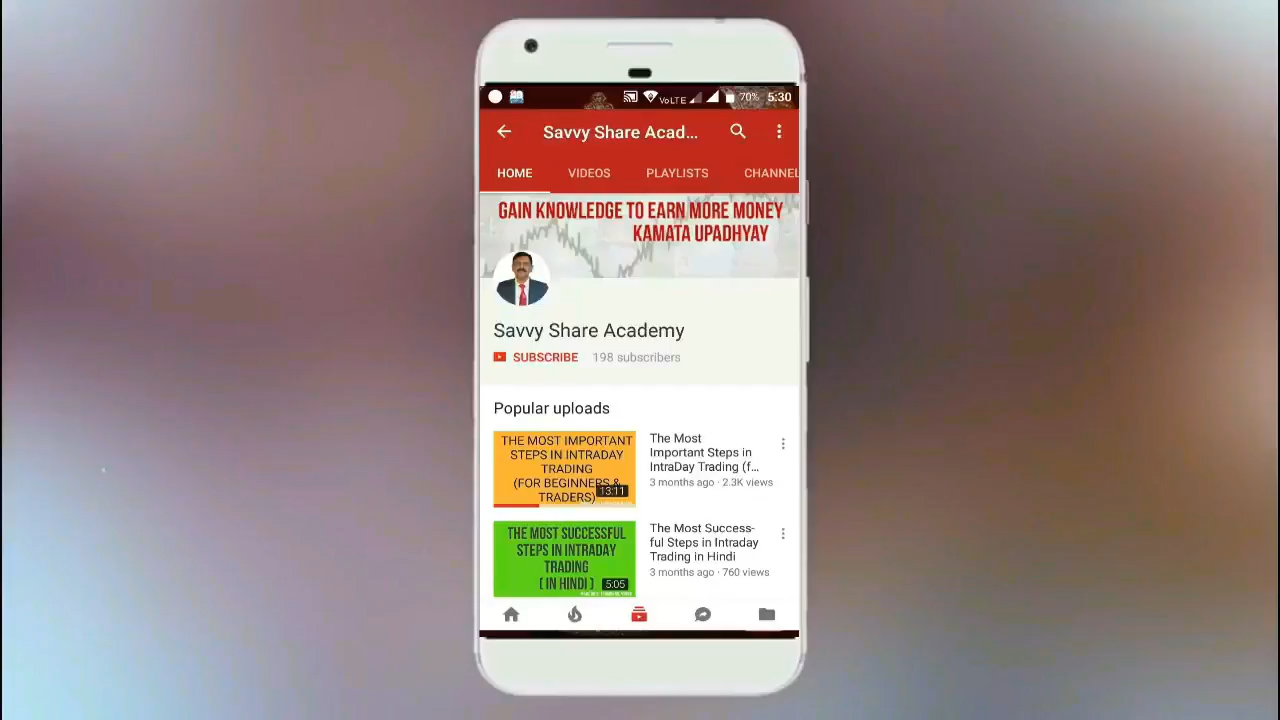 VoLTE 70% 5:30
Savvy Share Acad...
HOME VIDEOS PLAYLISTS CHANNEL
GAIN KNOWLEDGE TO EARN MORE MONEY
KAMATA UPADHYAY
Savvy Share Academy
SUBSCRIBE 198 subscribers
Popular uploads
THE MOST IMPORTANT
STEPS IN INTRADAY
TRADING
(FOR BEGINNERS &
TRADERS)
13:11
The Most
Important Steps in
IntraDay Trading (f...
3 months ago · 2.3K views
THE MOST SUCCESSFUL
STEPS IN INTRADAY
TRADING
( IN HINDI )
5:05
The Most Success-
ful Steps in Intraday
Trading in Hindi
3 months ago · 760 views